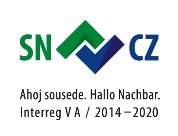 SN CZ
Ahoj sousede. Hallo Nachbar.
Interreg V A / 2014–2020